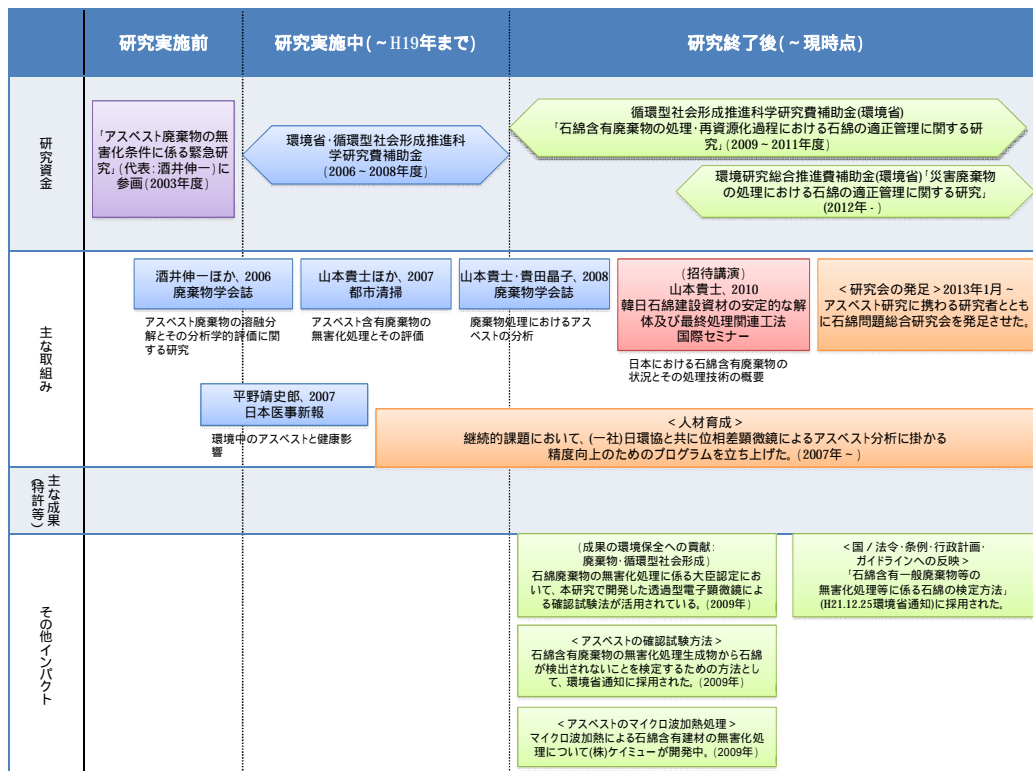 研究実施前
研究実施中(～H19年まで)
研究終了後(～現時点)
研究資金
「アスベスト廃棄物の無
害化条件に係る緊急研
究」(代表:酒井伸一)に
参画(2003年度)
環境省・循環型社会形成推進科
学研究費補助金
(2006～2008年度)
循環型社会形成推進科学研究費補助金(環境省)
「石綿含有廃棄物の処理・再資源化過程における石綿の適正管理に関する研
究」(2009～2011年度)
環境研究総合推進費補助金(環境省)「災害廃棄物
の処理における石綿の適正管理に関する研究」
(2012年-)
主な取組み
酒井伸一ほか、2006
廃棄物学会誌
アスベスト廃棄物の溶融分
解とその分析学的評価に関
する研究
山本貴士ほか、2007
都市清掃
アスベスト含有廃棄物の
無害化処理とその評価
山本貴士・貴田晶子、2008
廃棄物学会誌
廃棄物処理におけるアス
ベストの分析
(招待講演)
山本貴士、2010
韓日石綿建設資材の安定的な解
体及び最終処理関連工法
国際セミナー
日本における石綿含有廃棄物の
状況とその処理技術の概要
<研究会の発足>2013年1月～
アスベスト研究に携わる研究者ととも
に石綿問題総合研究会を発足させた。
平野靖史郎、2007
日本医事新報
環境中のアスベストと健康影
響
<人材育成>
継続的課題において、(一社)日環協と共に位相差顕微鏡によるアスベスト分析に掛かる
精度向上のためのプログラムを立ち上げた。(2007年～)
主な成果
(特許等)
その他インパクト
(成果の環境保全への貢献:
廃棄物・循環型社会形成)
石綿廃棄物の無害化処理に係る大臣認定にお
いて、本研究で開発した透過型電子顕微鏡によ
る確認試験法が活用されている。(2009年)
<国/法令・条例・行政計画・
ガイドラインへの反映>
「石綿含有一般廃棄物等の
無害化処理等に係る石綿の検定方法」
(H21.12.25環境省通知)に採用された。
<アスベストの確認試験方法>
石綿含有廃棄物の無害化処理生成物から石綿
が検出されないことを検定するための方法とし
て、環境省通知に採用された。(2009年)
<アスベストのマイクロ波加熱処理>
マイクロ波加熱による石綿含有建材の無害化処
理について(株)ケイミューが開発中。(2009年)